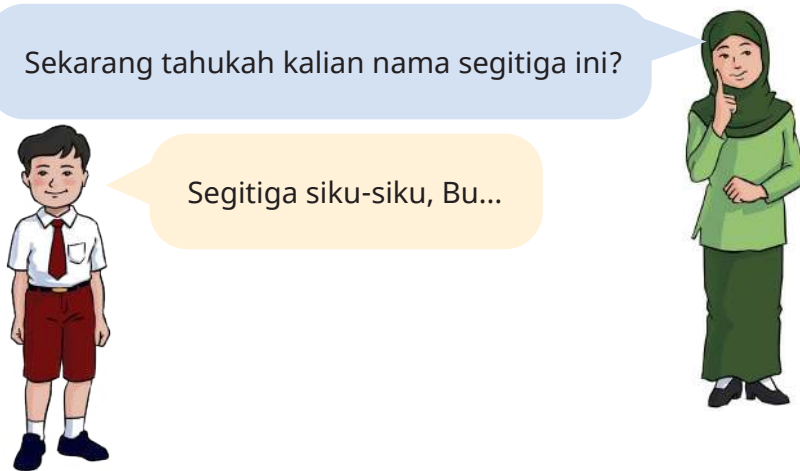 Sekarang tahukah kalian nama segitiga ini?
Segitiga siku-siku, Bu...